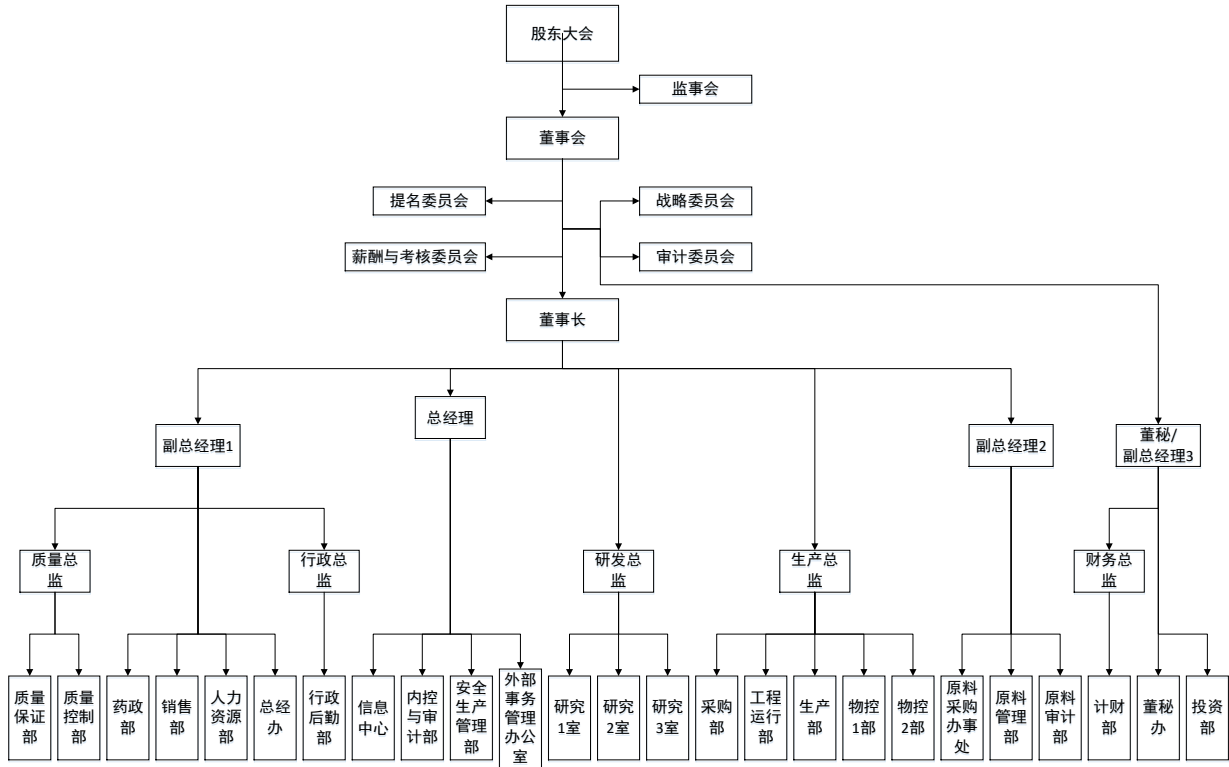 股东大会
监事会
董事会
提名委员会
战略委员会
薪酬与考核委员会
审计委员会
董事长
总经理
副总经理1
副总经理2
董秘/
副总经理3
质量总
监
行政总
监
研发总
监
生产总
监
财务总
监
质量
保证
部
质量
控制
部
药政
部
销售
部
人力
资源
部
总经
办
行政
后勤
部
信息
中心
内控
与审
计部
安全
生产
管理
部
外部
事务
管理
办公
室
研究
1室
研究
2室
研究
3室
采购
部
工程
运行
部
生产
部
物控
1部
物控
2部
原料
采购
办事
处
原料
管理
部
原料
审计
部
计财
部
董秘
办
投资
部